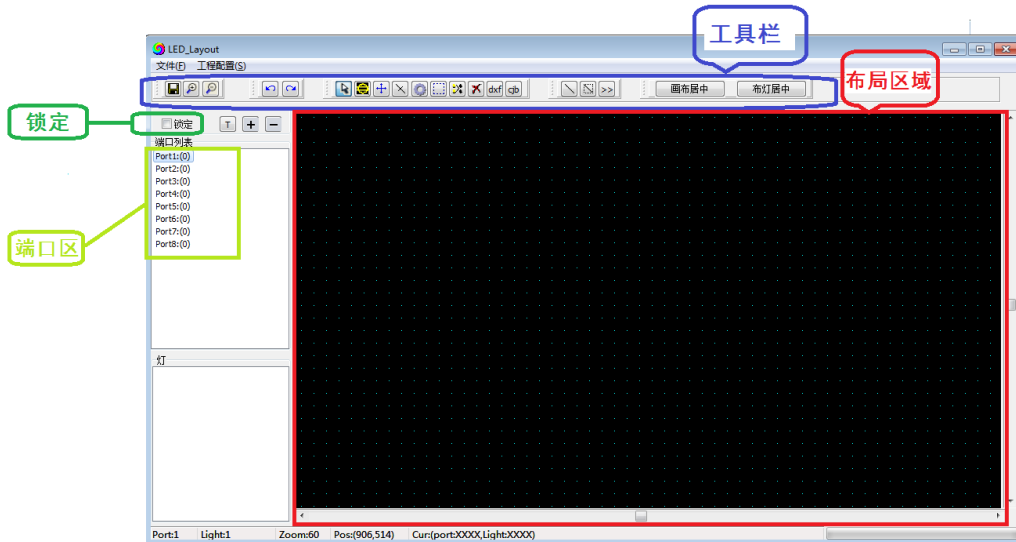 工具栏
LED_Layout
文件(F) 工程配置(S)
dxf glb >> 画布居中 布灯居中
布局区域
锁定
锁定 T + −
端口列表
Port1:(0)
Port2:(0)
Port3:(0)
Port4:(0)
Port5:(0)
Port6:(0)
Port7:(0)
Port8:(0)
端口区
灯
Port:1 Light:1 Zoom:60 Pos:(906,514) Cur:(port:XXXX,Light:XXXX)